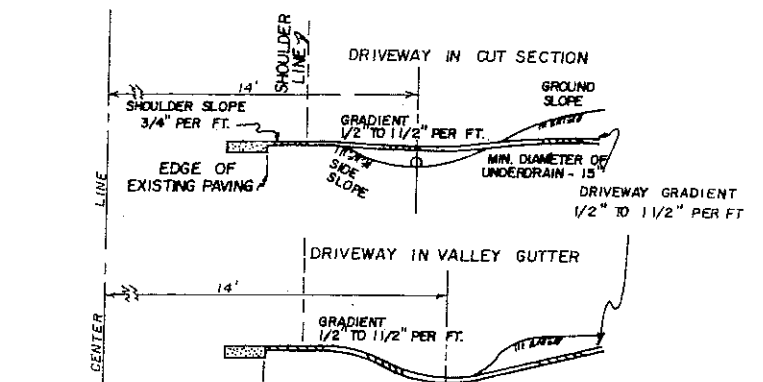 SHOULDER
LINE
DRIVEWAY IN CUT SECTION
14'
GROUND
SLOPE
SHOULDER SLOPE
3/4" PER FT.
GRADIENT
1/2" TO 1 1/2" PER FT.
EDGE OF
EXISTING PAVING
SIDE
SLOPE
MIN. DIAMETER OF
UNDERDRAIN - 15"
DRIVEWAY GRADIENT
1/2" TO 1 1/2" PER FT
LINE
DRIVEWAY IN VALLEY GUTTER
14'
GRADIENT
1/2" TO 1 1/2" PER FT.
CENTER